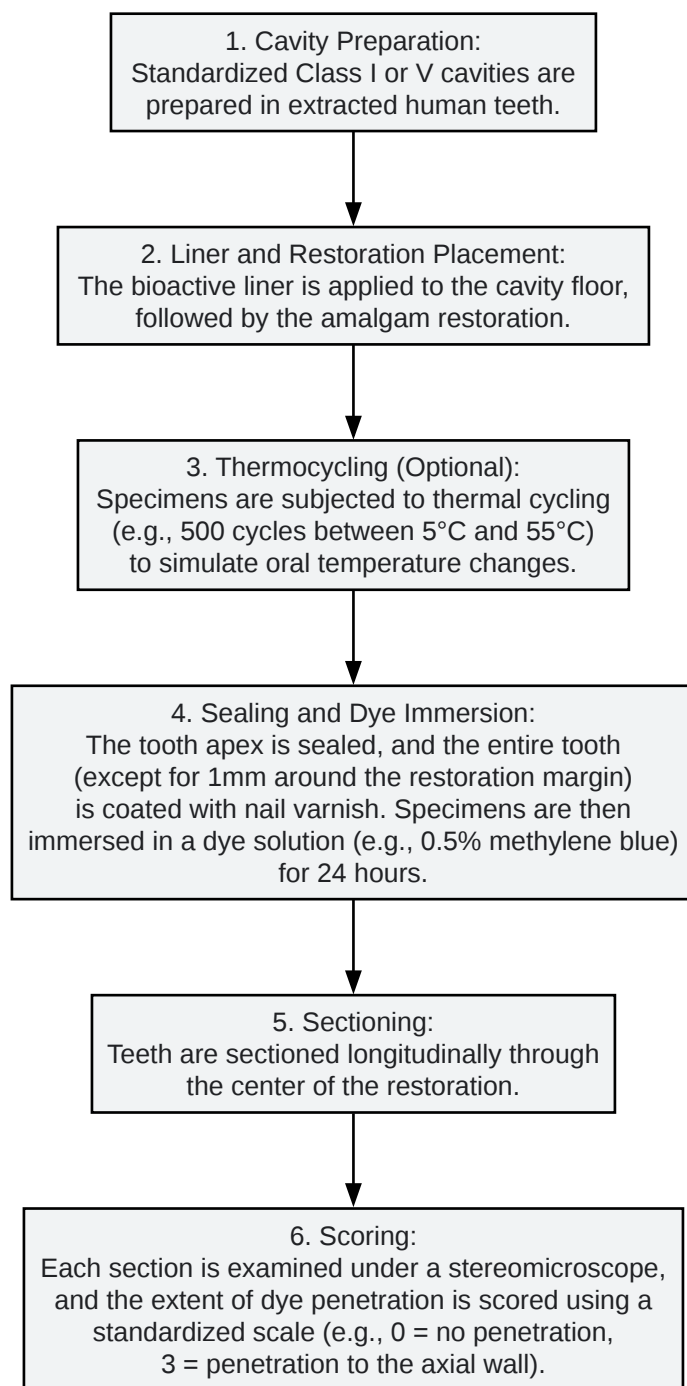 1. Cavity Preparation:
Standardized Class I or V cavities are
prepared in extracted human teeth.
2. Liner and Restoration Placement:
The bioactive liner is applied to the cavity floor,
followed by the amalgam restoration.
3. Thermocycling (Optional):
Specimens are subjected to thermal cycling
(e.g., 500 cycles between 5°C and 55°C)
to simulate oral temperature changes.
4. Sealing and Dye Immersion:
The tooth apex is sealed, and the entire tooth
(except for 1mm around the restoration margin)
is coated with nail varnish. Specimens are then
immersed in a dye solution (e.g., 0.5% methylene blue)
for 24 hours.
5. Sectioning:
Teeth are sectioned longitudinally through
the center of the restoration.
6. Scoring:
Each section is examined under a stereomicroscope,
and the extent of dye penetration is scored using a
standardized scale (e.g., 0 = no penetration,
3 = penetration to the axial wall).